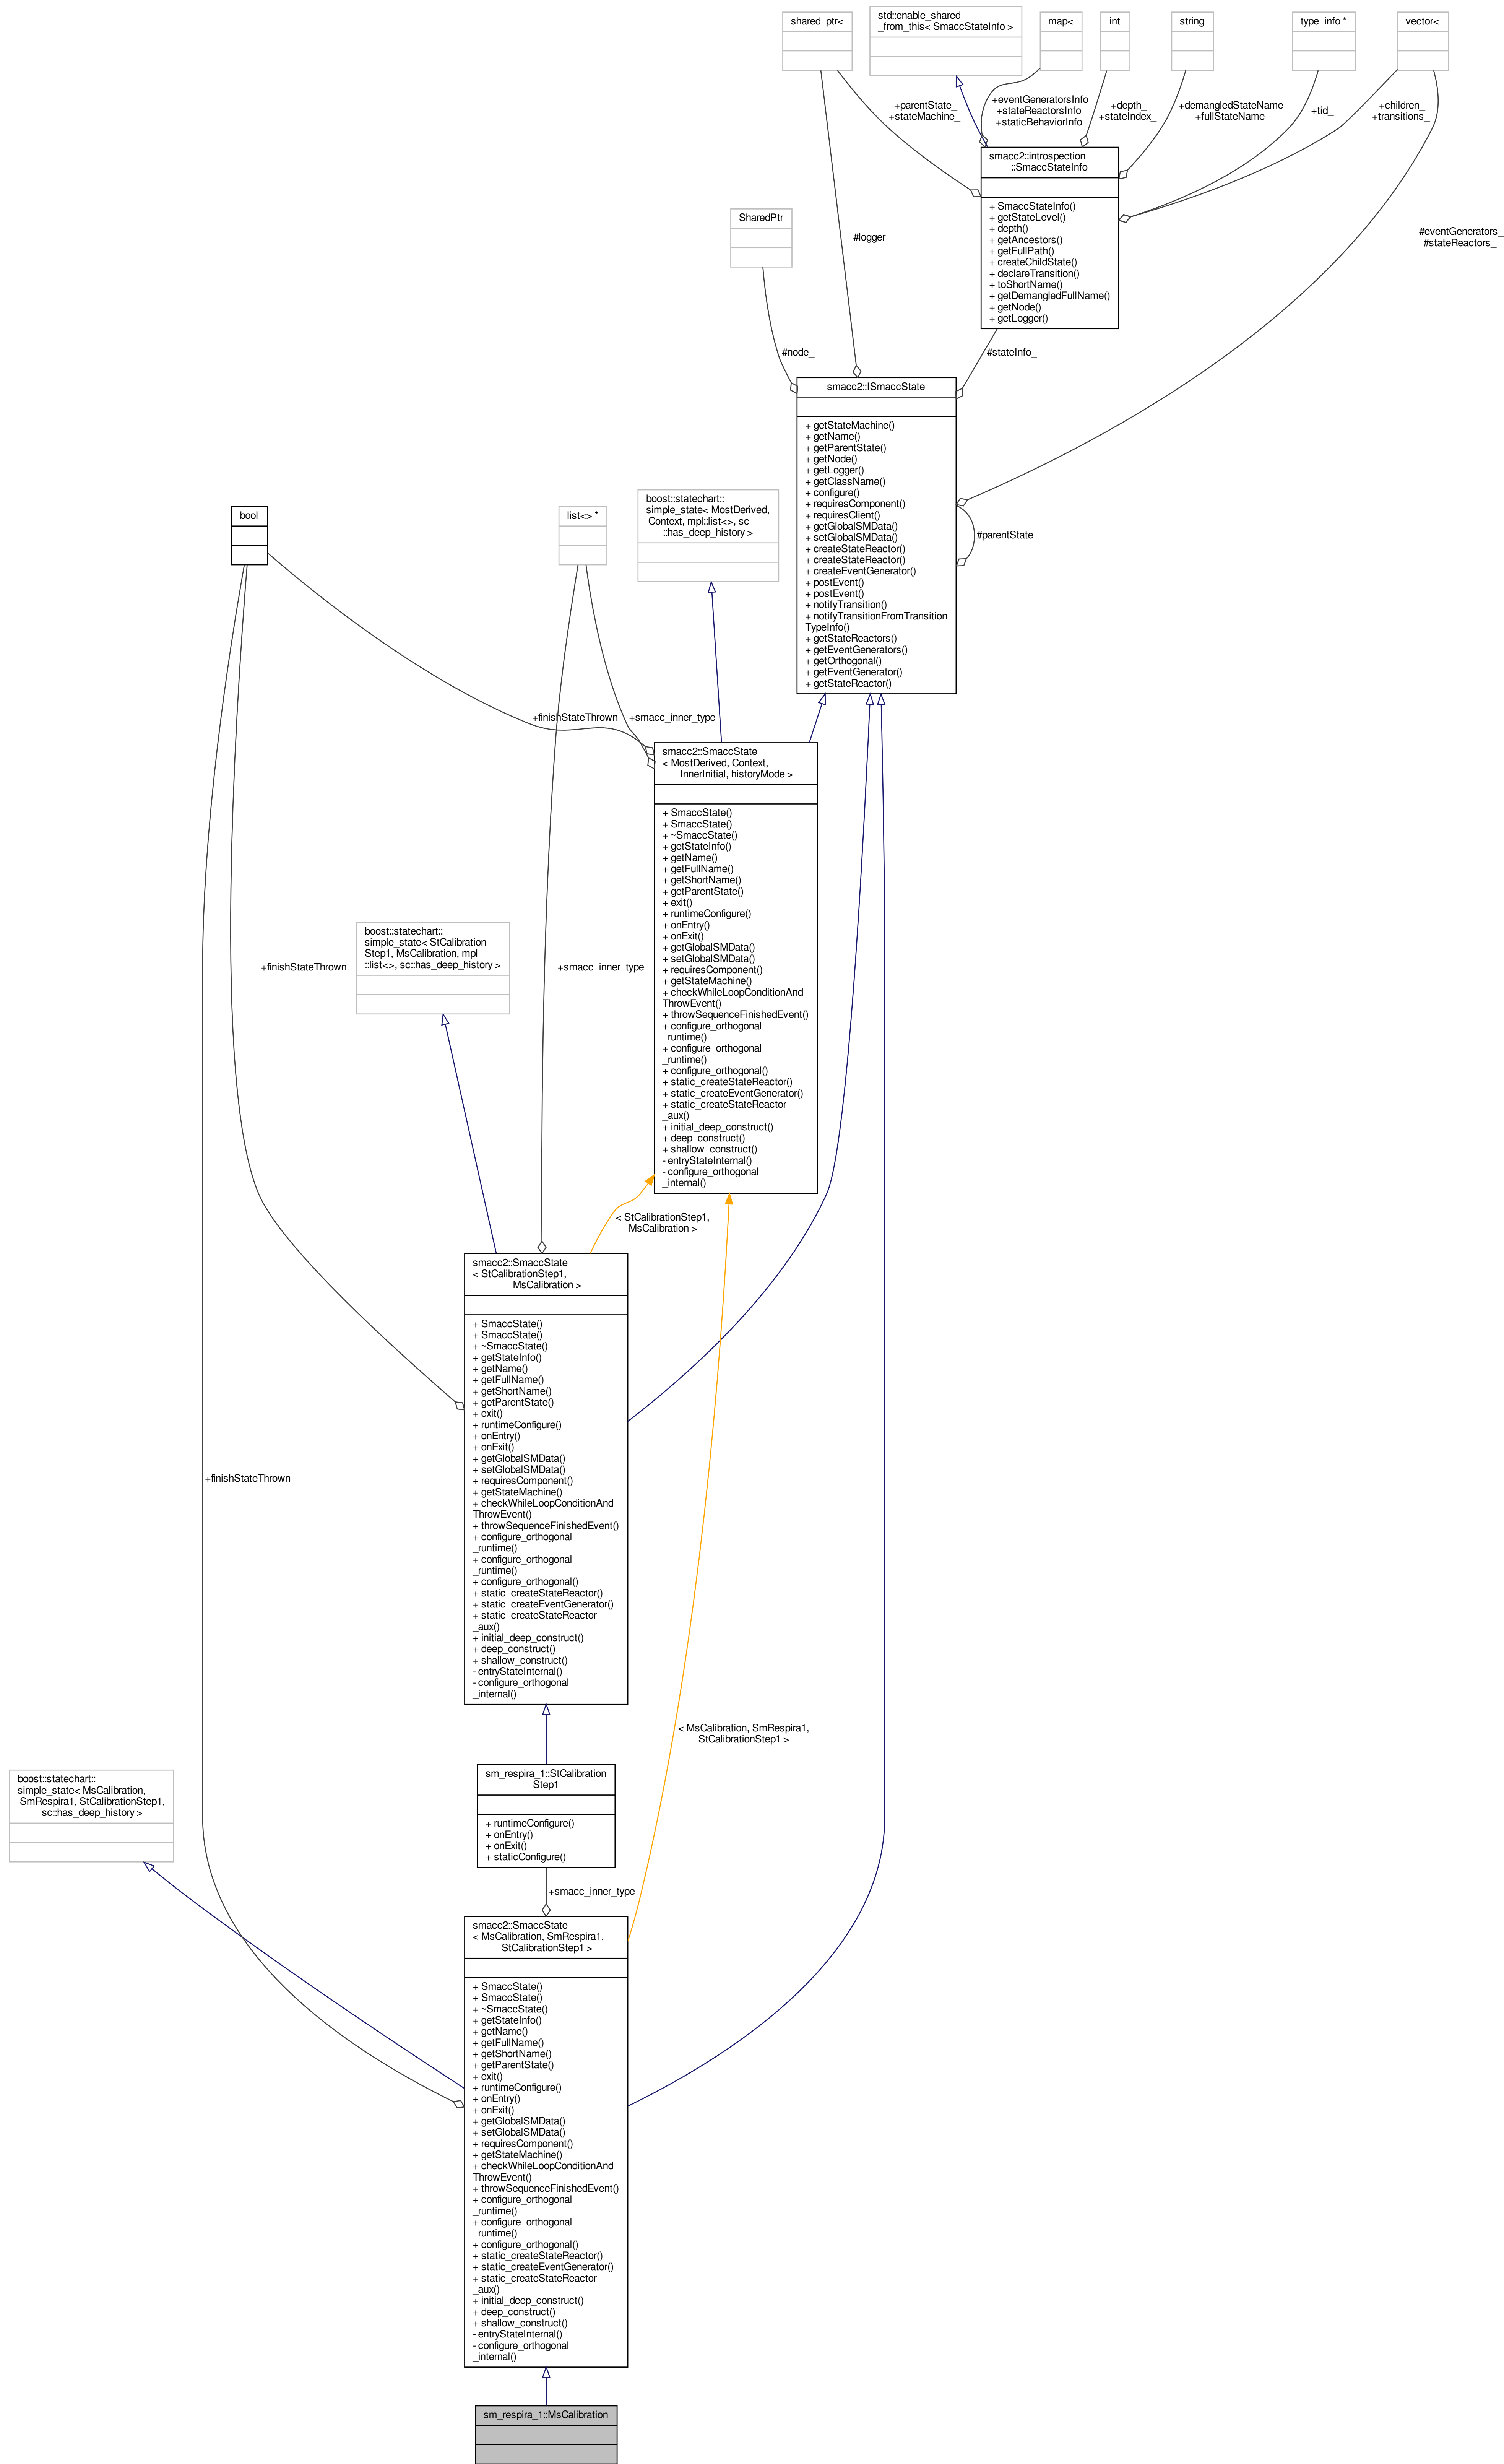 shared_ptr<
std::enable_shared
_from_this< SmaccStateInfo >
map<
int
string
type_info *
vector<
+parentState_
+stateMachine_
+eventGeneratorsInfo
+stateReactorsInfo
+staticBehaviorInfo
+depth_
+stateIndex_
+demangledStateName
+fullStateName
+tid_
+children_
+transitions_
smacc2::introspection
::SmaccStateInfo
+ SmaccStateInfo()
+ getStateLevel()
+ depth()
+ getAncestors()
+ getFullPath()
+ createChildState()
+ declareTransition()
+ toShortName()
+ getDemangledFullName()
+ getNode()
+ getLogger()
SharedPtr
#logger_
#eventGenerators_
#stateReactors_
#node_
#stateInfo_
smacc2::ISmaccState
+ getStateMachine()
+ getName()
+ getParentState()
+ getNode()
+ getLogger()
+ getClassName()
+ configure()
+ requiresComponent()
+ requiresClient()
+ getGlobalSMData()
+ setGlobalSMData()
+ createStateReactor()
+ createStateReactor()
+ createEventGenerator()
+ postEvent()
+ postEvent()
+ notifyTransition()
+ notifyTransitionFromTransition
TypeInfo()
+ getStateReactors()
+ getEventGenerators()
+ getOrthogonal()
+ getEventGenerator()
+ getStateReactor()
#parentState_
bool
list<> *
boost::statechart::
simple_state< MostDerived,
Context, mpl::list<>, sc
::has_deep_history >
+finishStateThrown
+smacc_inner_type
smacc2::SmaccState
< MostDerived, Context,
InnerInitial, historyMode >
+ SmaccState()
+ SmaccState()
+ ~SmaccState()
+ getStateInfo()
+ getName()
+ getFullName()
+ getShortName()
+ getParentState()
+ exit()
+ runtimeConfigure()
+ onEntry()
+ onExit()
+ getGlobalSMData()
+ setGlobalSMData()
+ requiresComponent()
+ getStateMachine()
+ checkWhileLoopConditionAnd
ThrowEvent()
+ throwSequenceFinishedEvent()
+ configure_orthogonal
_runtime()
+ configure_orthogonal
_runtime()
+ configure_orthogonal()
+ static_createStateReactor()
+ static_createEventGenerator()
+ static_createStateReactor
_aux()
+ initial_deep_construct()
+ deep_construct()
+ shallow_construct()
- entryStateInternal()
- configure_orthogonal
_internal()
boost::statechart::
simple_state< StCalibration
Step1, MsCalibration, mpl
::list<>, sc::has_deep_history >
+finishStateThrown
+smacc_inner_type
< StCalibrationStep1,
MsCalibration >
smacc2::SmaccState
< StCalibrationStep1,
MsCalibration >
+ SmaccState()
+ SmaccState()
+ ~SmaccState()
+ getStateInfo()
+ getName()
+ getFullName()
+ getShortName()
+ getParentState()
+ exit()
+ runtimeConfigure()
+ onEntry()
+ onExit()
+ getGlobalSMData()
+ setGlobalSMData()
+ requiresComponent()
+ getStateMachine()
+ checkWhileLoopConditionAnd
ThrowEvent()
+ throwSequenceFinishedEvent()
+ configure_orthogonal
_runtime()
+ configure_orthogonal
_runtime()
+ configure_orthogonal()
+ static_createStateReactor()
+ static_createEventGenerator()
+ static_createStateReactor
_aux()
+ initial_deep_construct()
+ deep_construct()
+ shallow_construct()
- entryStateInternal()
- configure_orthogonal
_internal()
+finishStateThrown
< MsCalibration, SmRespira1,
StCalibrationStep1 >
boost::statechart::
simple_state< MsCalibration,
SmRespira1, StCalibrationStep1,
sc::has_deep_history >
sm_respira_1::StCalibration
Step1
+ runtimeConfigure()
+ onEntry()
+ onExit()
+ staticConfigure()
+smacc_inner_type
smacc2::SmaccState
< MsCalibration, SmRespira1,
StCalibrationStep1 >
+ SmaccState()
+ SmaccState()
+ ~SmaccState()
+ getStateInfo()
+ getName()
+ getFullName()
+ getShortName()
+ getParentState()
+ exit()
+ runtimeConfigure()
+ onEntry()
+ onExit()
+ getGlobalSMData()
+ setGlobalSMData()
+ requiresComponent()
+ getStateMachine()
+ checkWhileLoopConditionAnd
ThrowEvent()
+ throwSequenceFinishedEvent()
+ configure_orthogonal
_runtime()
+ configure_orthogonal
_runtime()
+ configure_orthogonal()
+ static_createStateReactor()
+ static_createEventGenerator()
+ static_createStateReactor
_aux()
+ initial_deep_construct()
+ deep_construct()
+ shallow_construct()
- entryStateInternal()
- configure_orthogonal
_internal()
sm_respira_1::MsCalibration